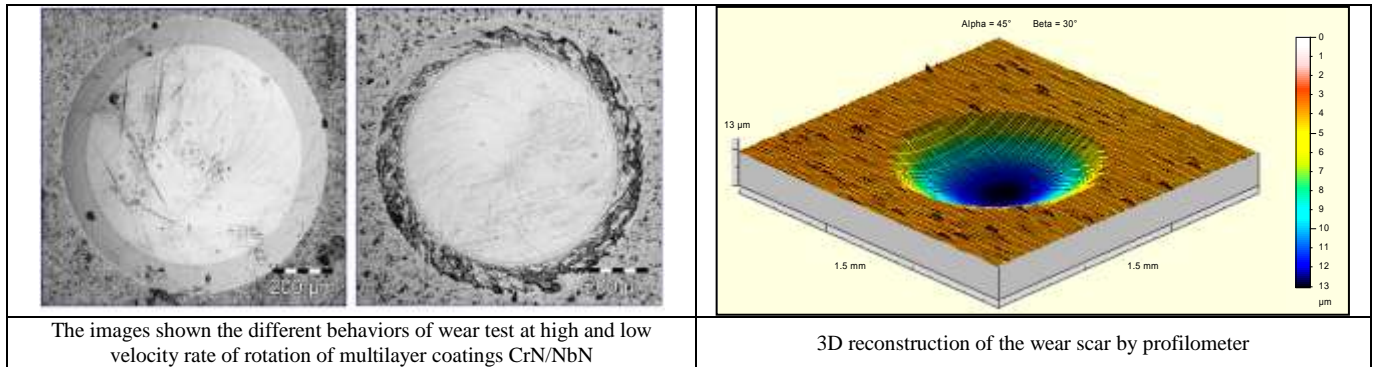 200 µm
200 µm
Alpha = 45° Beta = 30°
13 µm
1.5 mm
1.5 mm
0
1
2
3
4
5
6
7
8
9
10
11
12
13
µm
The images shown the different behaviors of wear test at high and low
velocity rate of rotation of multilayer coatings CrN/NbN
3D reconstruction of the wear scar by profilometer